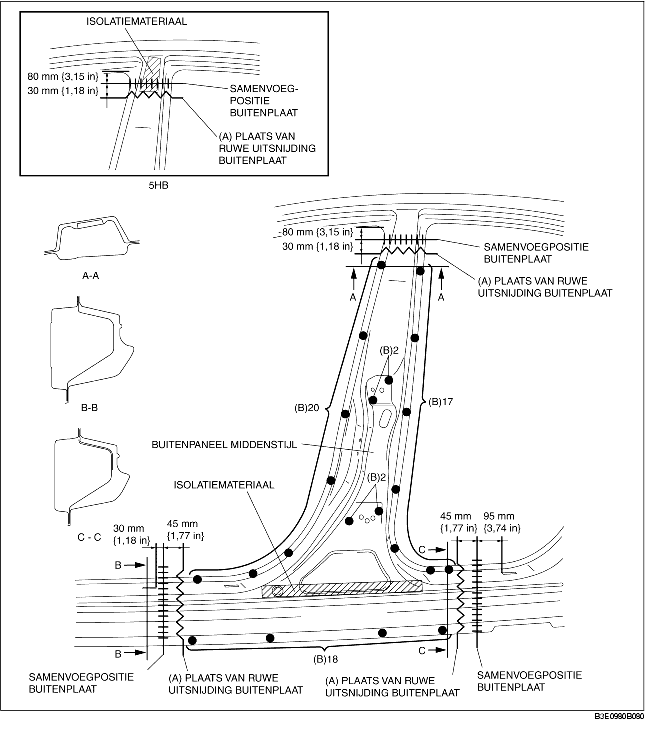 ISOLATIEMATERIAAL
80 mm {3,15 in}
30 mm {1,18 in}
SAMENVOEG-
POSITIE
BUITENPLAAT
(A) PLAATS VAN
RUWE UITSNIJDING
BUITENPLAAT
5HB
80 mm {3,15 in}
30 mm {1,18 in}
SAMENVOEGPOSITIE
BUITENPLAAT
(A) PLAATS VAN RUWE
UITSNIJDING BUITENPLAAT
A
A
A-A
(B)2
B-B
(B)20
(B)17
BUITENPANEEL MIDDENSTIJL
(B)2
ISOLATIEMATERIAAL
C - C
30 mm
{1,18 in}
45 mm
{1,77 in}
45 mm
{1,77 in}
95 mm
{3,74 in}
B
C
B
C
(B)18
SAMENVOEGPOSITIE
BUITENPLAAT
(A) PLAATS VAN RUWE
UITSNIJDING BUITENPLAAT
(A) PLAATS VAN RUWE
UITSNIJDING BUITENPLAAT
SAMENVOEGPOSITIE
BUITENPLAAT
B3E0980B080